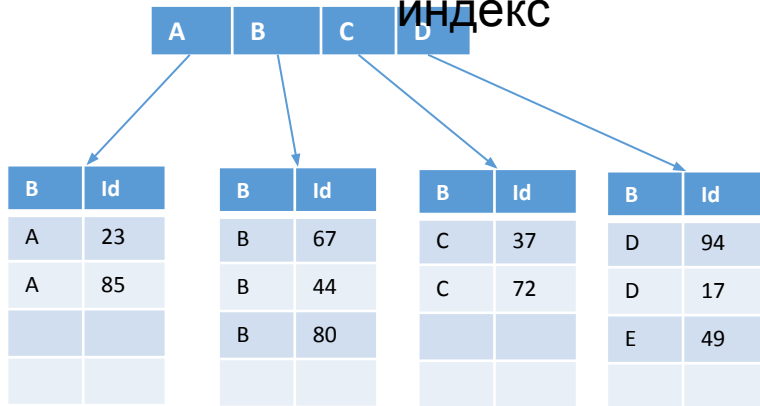 индекс
A B C D
B Id
A 23
A 85
B Id
B 67
B 44
B 80
B Id
C 37
C 72
B Id
D 94
D 17
E 49